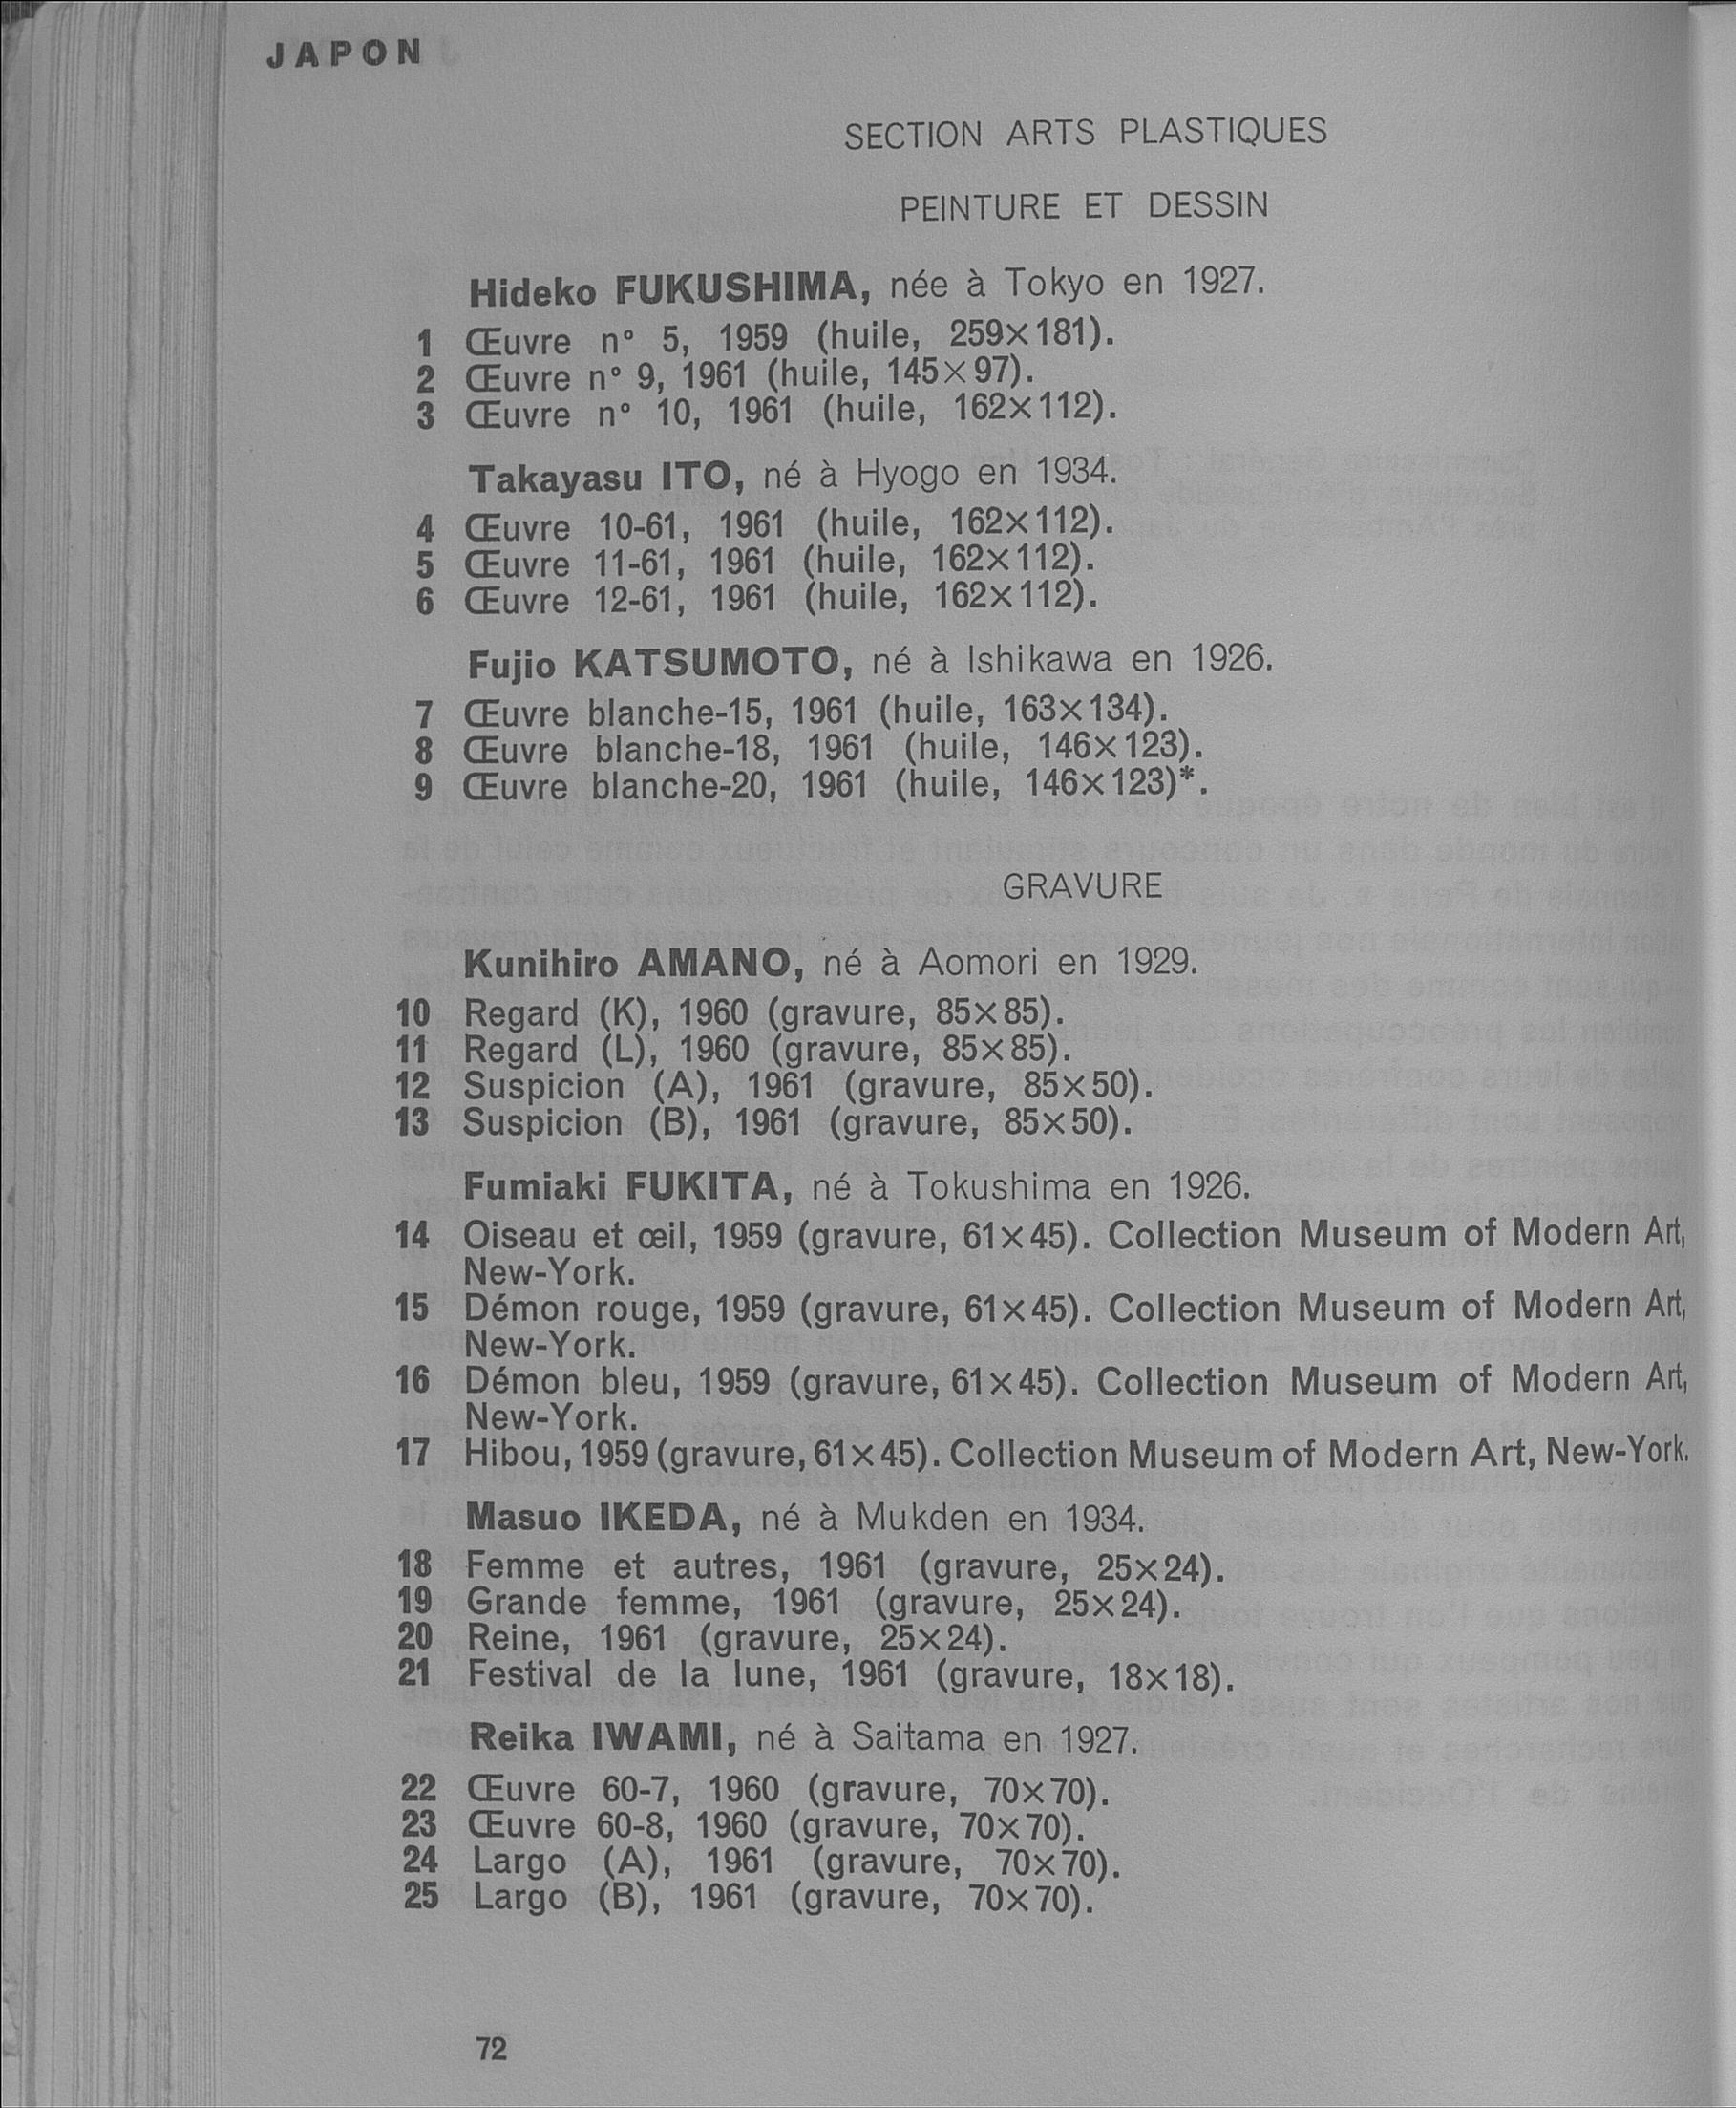 JAPON
SECTION ARTS PLASTIQUES
PEINTURE ET DESSIN
Hideko FUKUSHIMA, née à Tokyo en 1927.
1 Œuvre n° 5, 1959 (huile, 259×181).
2 Œuvre n° 9, 1961 (huile, 145×97).
3 Œuvre n° 10, 1961 (huile, 162×112).
Takayasu ITO, né à Hyogo en 1934.
4 Œuvre 10-61, 1961 (huile, 162×112).
5 Œuvre 11-61, 1961 (huile, 162×112).
6 Œuvre 12-61, 1961 (huile, 162×112).
Fujio KATSUMOTO, né à Ishikawa en 1926.
7 Œuvre blanche-15, 1961 (huile, 163×134).
8 Œuvre blanche-18, 1961 (huile, 146×123).
9 Œuvre blanche-20, 1961 (huile, 146×123)*.
GRAVURE
Kunihiro AMANO, né à Aomori en 1929.
10 Regard (K), 1960 (gravure, 85×85).
11 Regard (L), 1960 (gravure, 85×85).
12 Suspicion (A), 1961 (gravure, 85×50).
13 Suspicion (B), 1961 (gravure, 85×50).
Fumiaki FUKITA, né à Tokushima en 1926.
14 Oiseau et œil, 1959 (gravure, 61×45). Collection Museum of Modern Art,
New-York.
15 Démon rouge, 1959 (gravure, 61×45). Collection Museum of Modern Art,
New-York.
16 Démon bleu, 1959 (gravure, 61×45). Collection Museum of Modern Art,
New-York.
17 Hibou, 1959 (gravure, 61×45). Collection Museum of Modern Art, New-York.
Masuo IKEDA, né à Mukden en 1934.
18 Femme et autres, 1961 (gravure, 25×24).
19 Grande femme, 1961 (gravure, 25×24).
20 Reine, 1961 (gravure, 25×24).
21 Festival de la lune, 1961 (gravure, 18×18).
Reika IWAMI, né à Saitama en 1927.
22 Œuvre 60-7, 1960 (gravure, 70×70).
23 Œuvre 60-8, 1960 (gravure, 70×70).
24 Largo (A), 1961 (gravure, 70×70).
25 Largo (B), 1961 (gravure, 70×70).
72